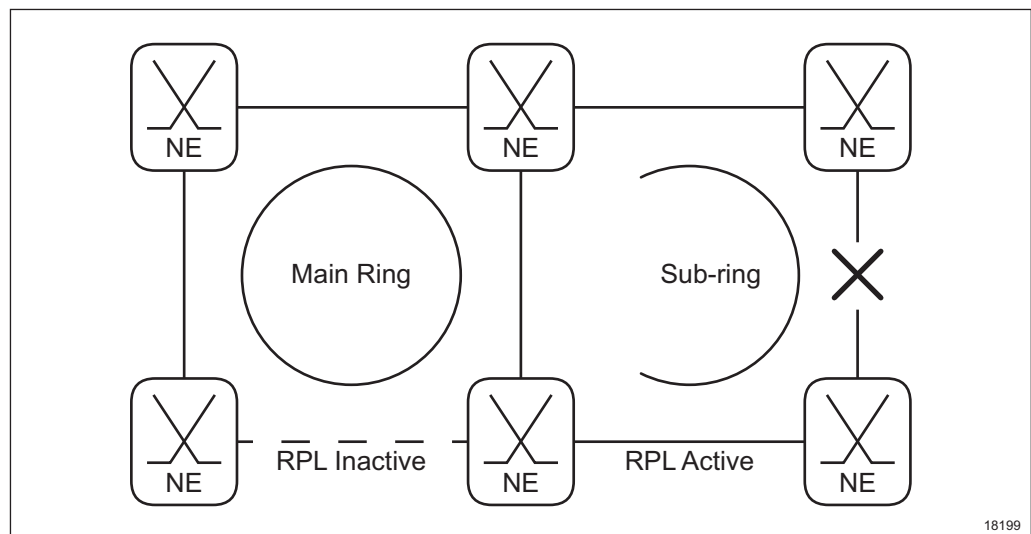 NE
NE
NE
Main Ring
Sub-ring
RPL Inactive
RPL Active
NE
NE
NE
18199